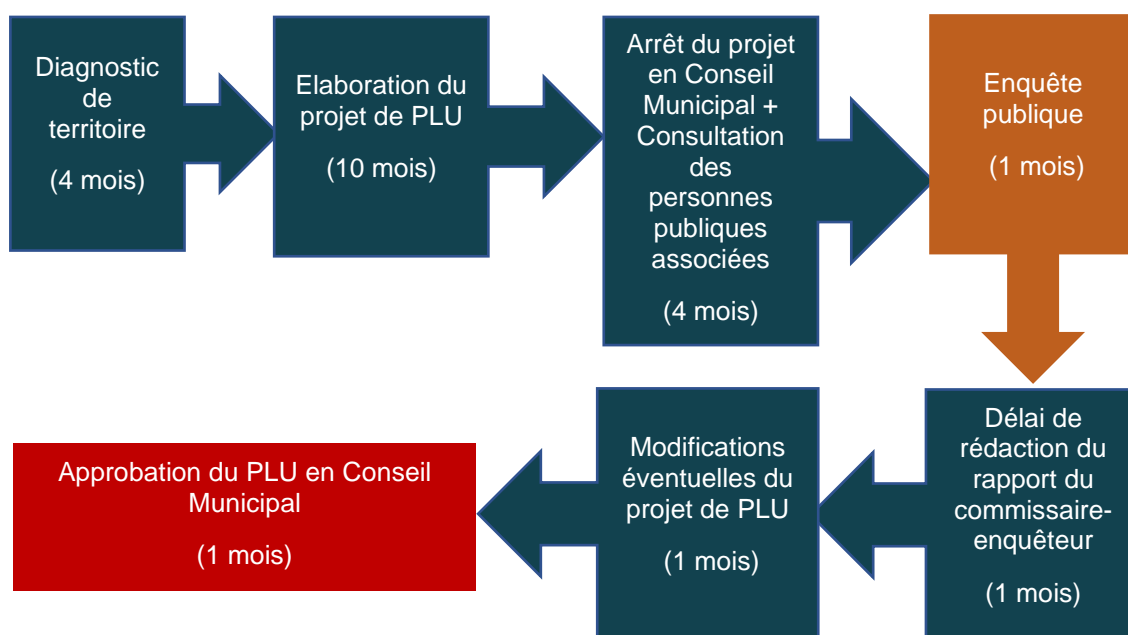 Diagnostic
de
territoire
(4 mois)
Elaboration du
projet de PLU
(10 mois)
Arrêt du projet
en Conseil
Municipal +
Consultation
des
personnes
publiques
associées
(4 mois)
Enquête
publique
(1 mois)
Délai de
rédaction du
rapport du
commissaire-
enquêteur
(1 mois)
Modifications
éventuelles du
projet de PLU
(1 mois)
Approbation du PLU en Conseil
Municipal
(1 mois)